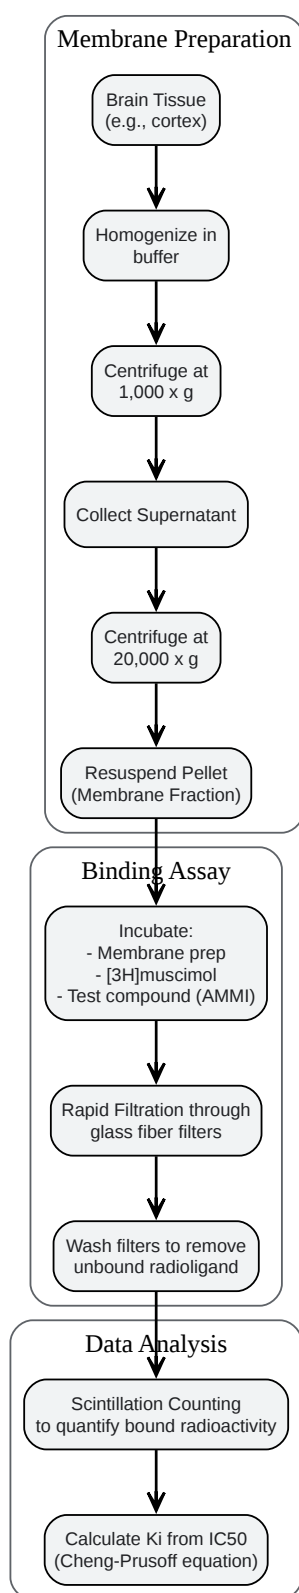 Membrane Preparation
Brain Tissue
(e.g., cortex)
Homogenize in
buffer
Centrifuge at
1,000 x g
Collect Supernatant
Centrifuge at
20,000 x g
Resuspend Pellet
(Membrane Fraction)
Binding Assay
Incubate:
- Membrane prep
- [3H]muscimol
- Test compound (AMMI)
Rapid Filtration through
glass fiber filters
Wash filters to remove
unbound radioligand
Data Analysis
Scintillation Counting
to quantify bound radioactivity
Calculate Ki from IC50
(Cheng-Prusoff equation)